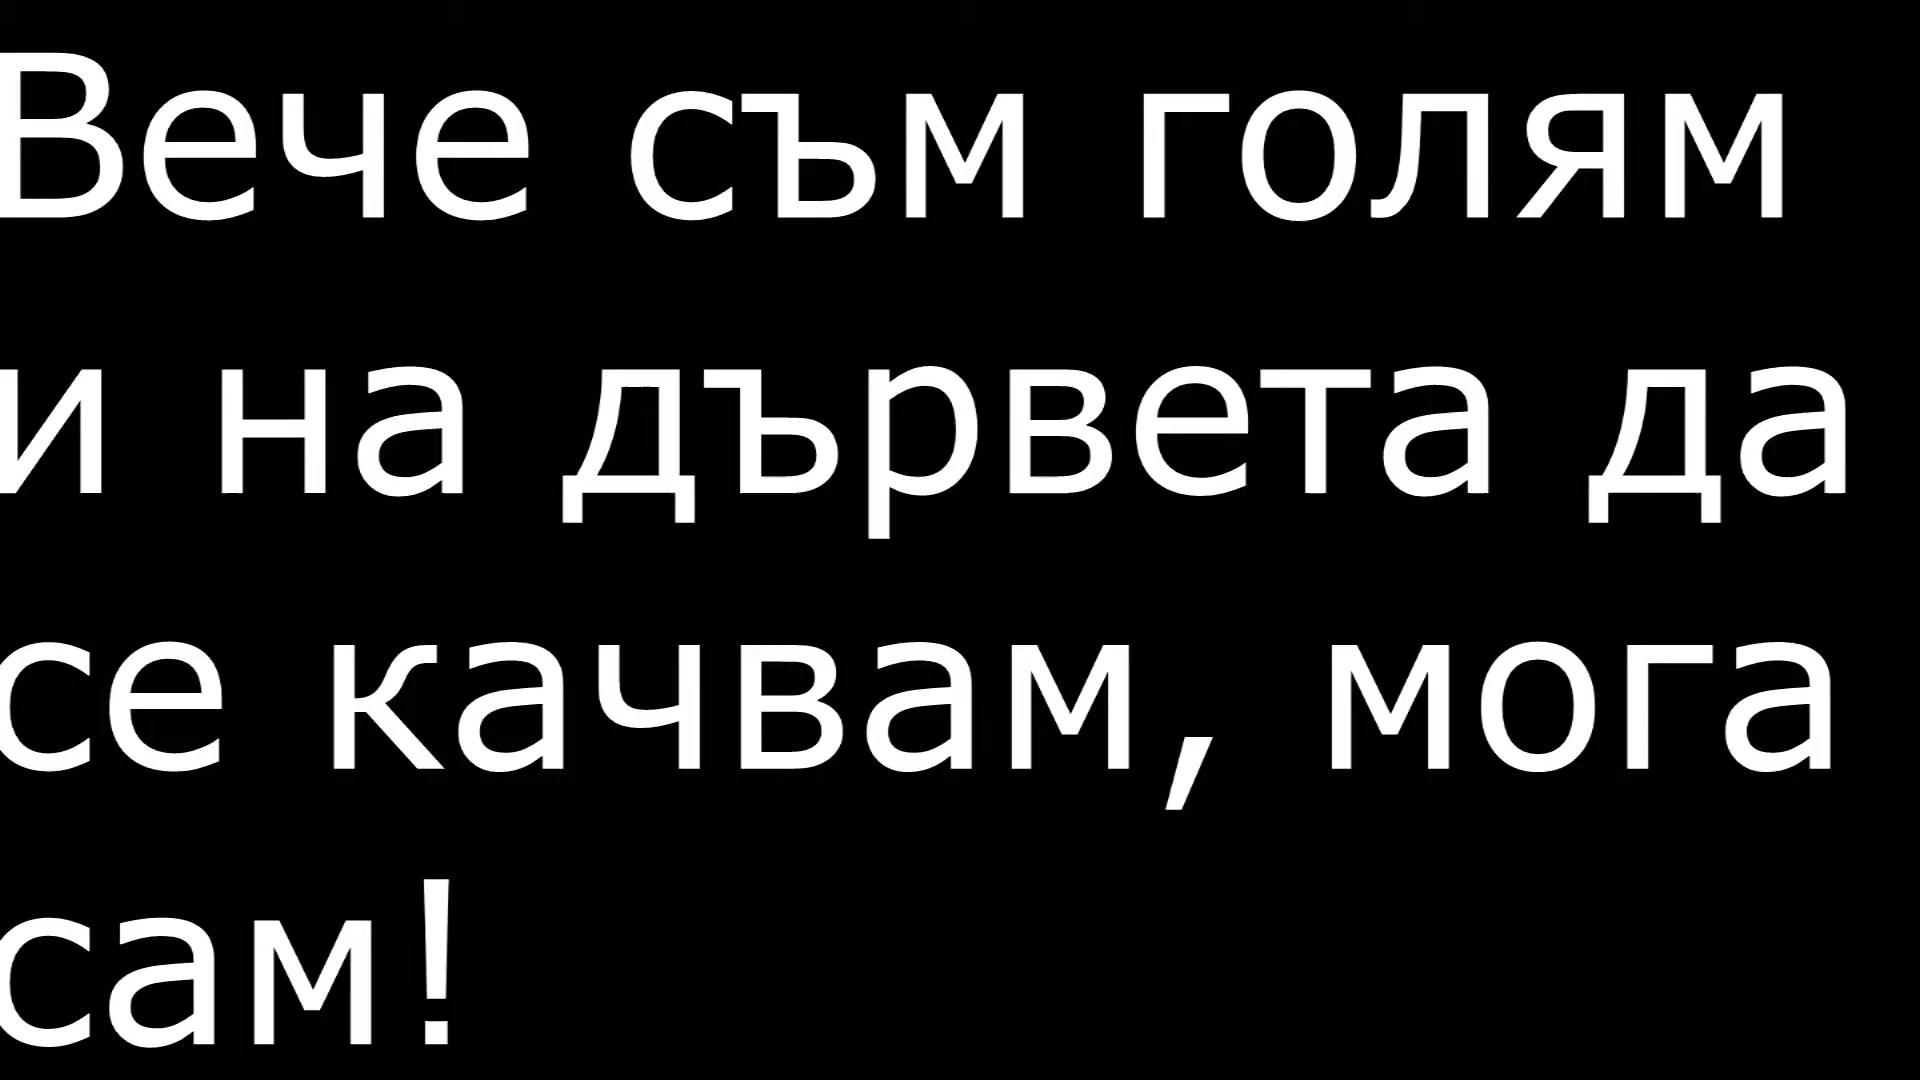 Вече съм голям
и на дървета да
се качвам, мога
сам!